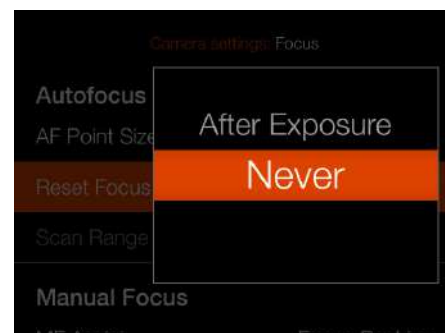 Camera settings: Focus
Autofocus
AF Point Size
After Exposure
Reset Focus
Never
Scan Range
Manual Focus